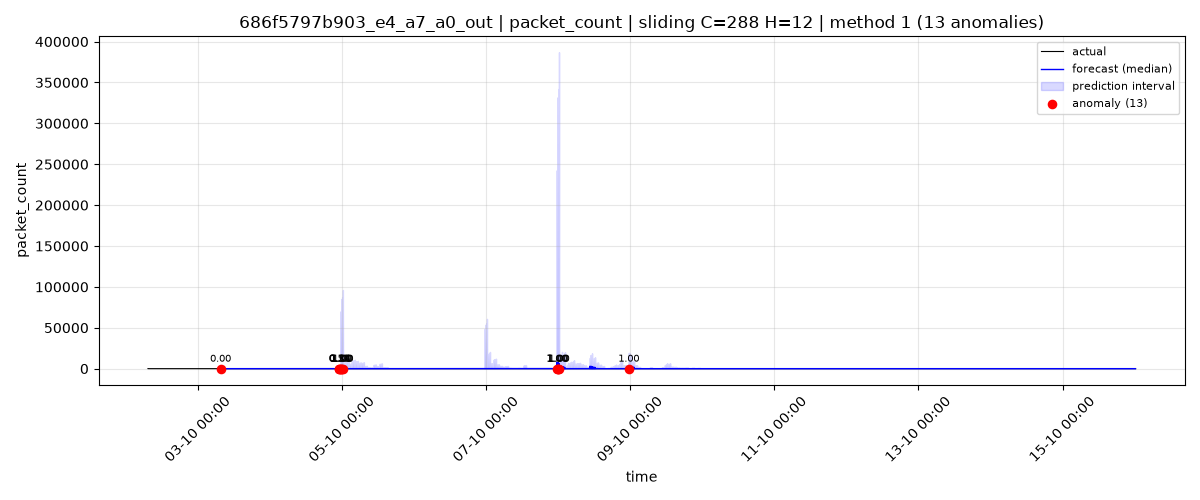 686f5797b903_e4_a7_a0_out | packet_count | sliding C=288 H=12 | method 1 (13 anomalies)
400000
350000
300000
250000
200000
150000
100000
50000
0
packet_count
actual
forecast (median)
prediction interval
anomaly (13)
0.00
1.00
1.00
03-10 00:00
05-10 00:00
07-10 00:00
09-10 00:00
11-10 00:00
13-10 00:00
15-10 00:00
time